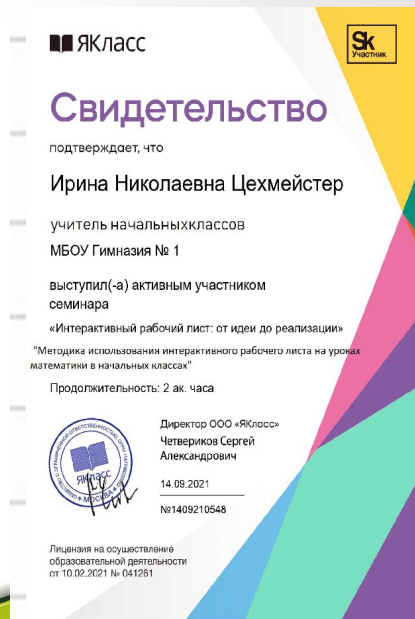 ЯКласс
Sk
Участник
Свидетельство
подтверждает, что
Ирина Николаевна Цехмейстер
учитель начальныхклассов
МБОУ Гимназия № 1
выступил(-а) активным участником
семинара
«Интерактивный рабочий лист: от идеи до реализации»
"Методика использования интерактивного рабочего листа на уроках
математики в начальных классах"
Продолжительность: 2 ак. часа
Директор ООО «ЯКласс»
Четвериков Сергей
Александрович
14.09.2021
№1409210548
ЯКласс
МОСКВА
Лицензия на осуществление
образовательной деятельности
от 10.02.2021 № 041261